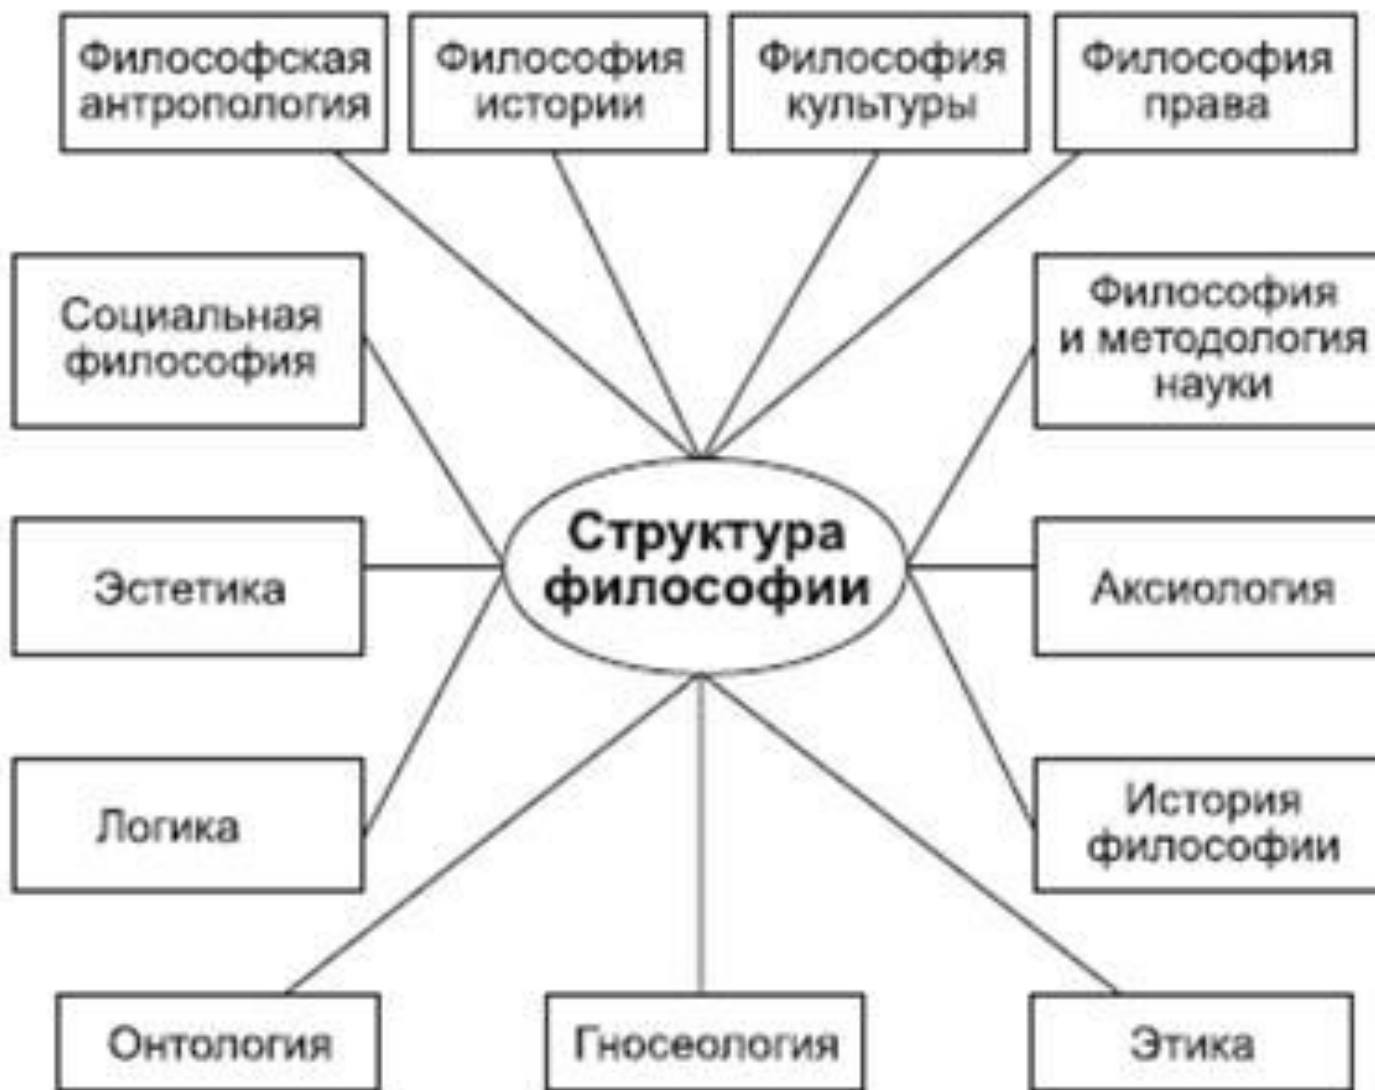 Философская
антропология
Философия
истории
Философия
культуры
Философия
права
Социальная
философия
Философия
и методология
науки
Структура
философии
Эстетика
Аксиология
Логика
История
философии
Онтология
Гносеология
Этика